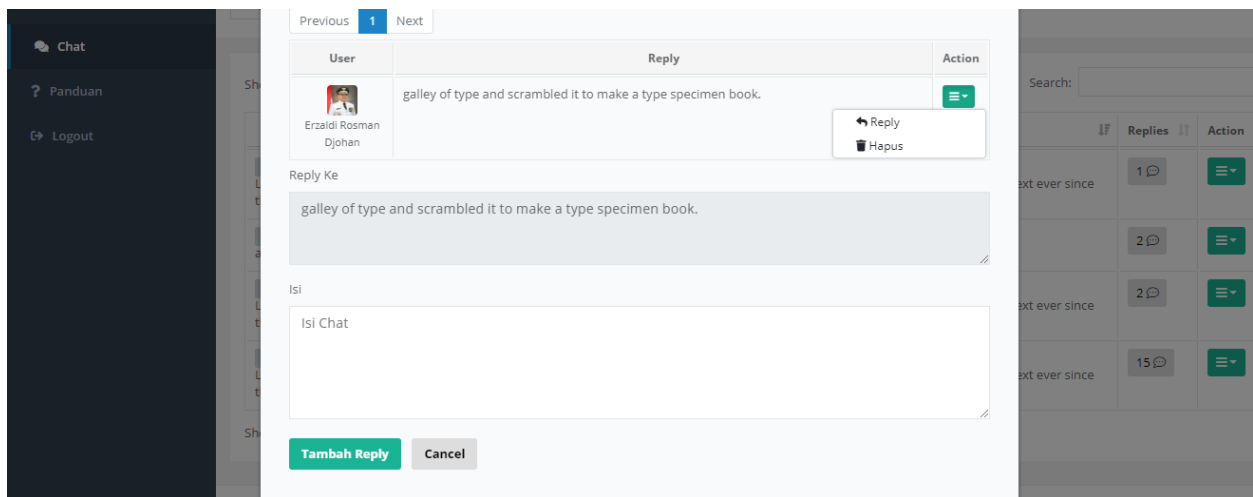 Previous 1 Next
Chat
User Reply Action
Panduan
Search:
galley of type and scrambled it to make a type specimen book.
Erzaldi Rosman
Djohan
Reply
Hapus
Logout
Replies Action
Reply Ke
1
ext ever since
galley of type and scrambled it to make a type specimen book.
2
Isi
2
ext ever since
Isi Chat
15
ext ever since
Tambah Reply Cancel